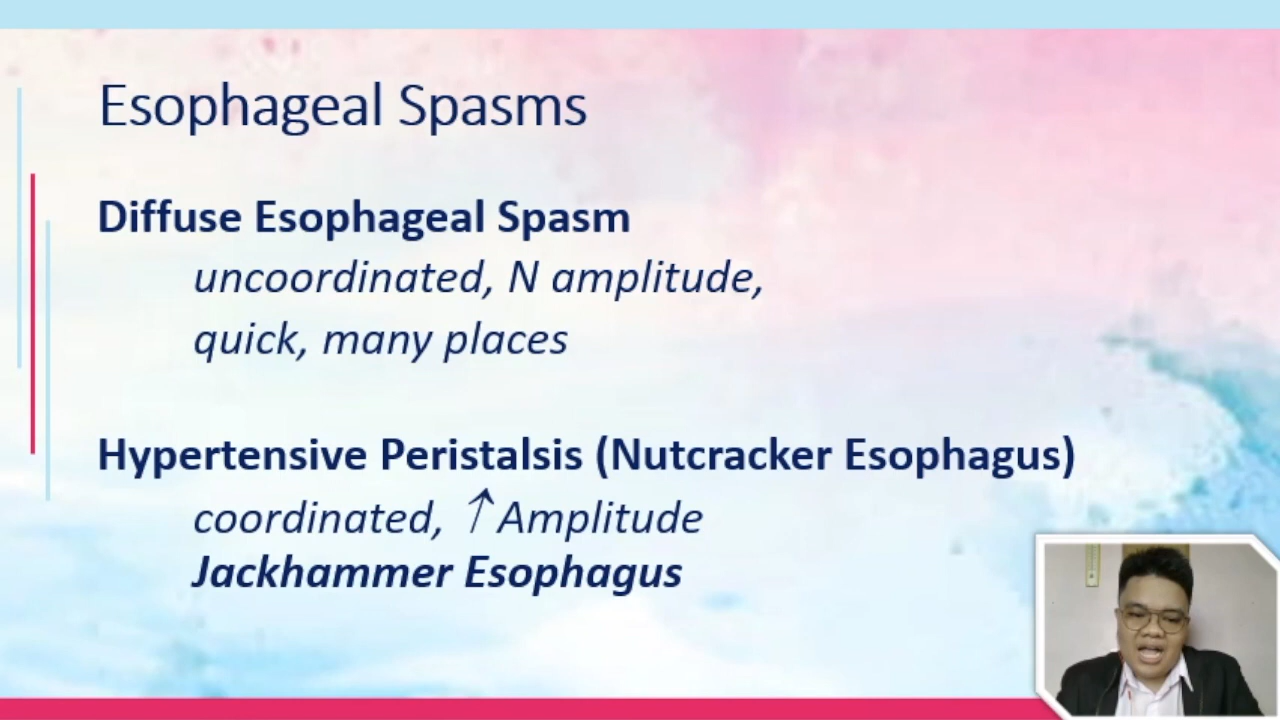 Esophageal Spasms
Diffuse Esophageal Spasm
uncoordinated, N amplitude,
quick, many places
Hypertensive Peristalsis (Nutcracker Esophagus)
coordinated, ↑Amplitude
Jackhammer Esophagus